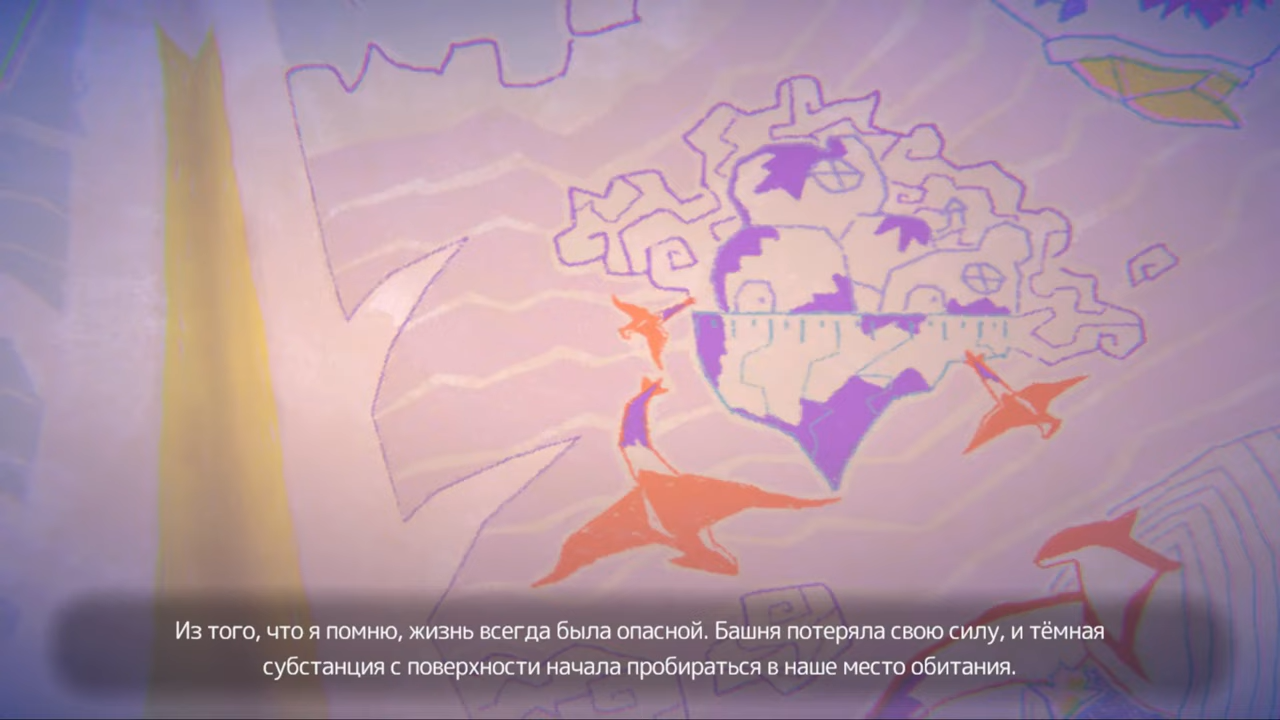 Из того, что я помню, жизнь всегда была опасной. Башня потеряла свою силу, и тёмная
субстанция с поверхности начала пробираться в наше место обитания.